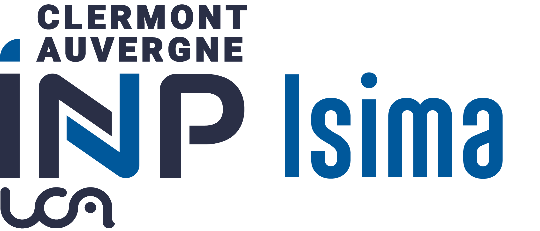 CLERMONT
AUVERGNE
iNP Isima
uca